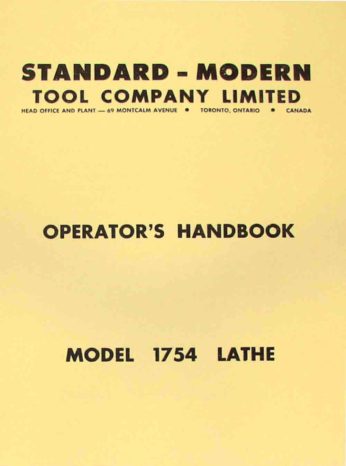 STANDARD - MODERN
TOOL COMPANY LIMITED
HEAD OFFICE AND PLANT — 69 MONTCALM AVENUE • TORONTO, ONTARIO • CANADA
OPERATOR'S HANDBOOK
MODEL 1754 LATHE